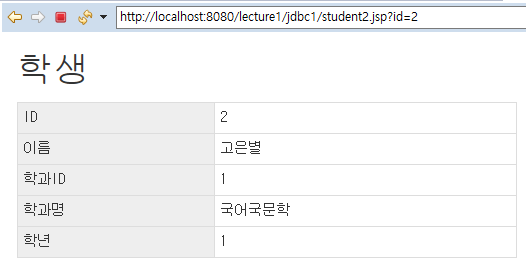 http://localhost:8080/lecture1/jdbc1/student2.jsp?id=2
학생
ID 2
이름 고은별
학과ID 1
학과명 국어국문학
학년 1